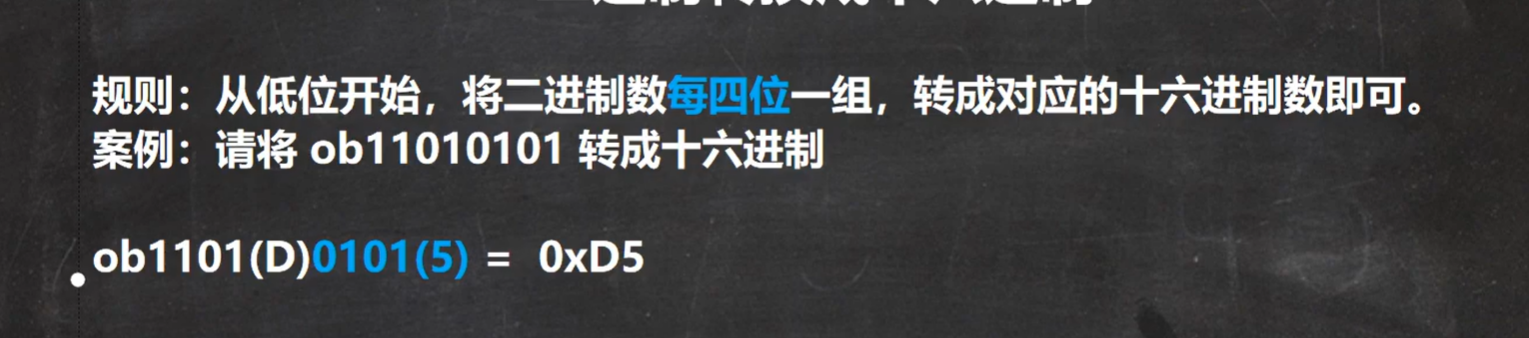 规则：从低位开始，将二进制数每四位一组，转成对应的十六进制数即可。
案例：请将 ob11010101 转成十六进制
ob1101(D)0101(5) = 0xD5